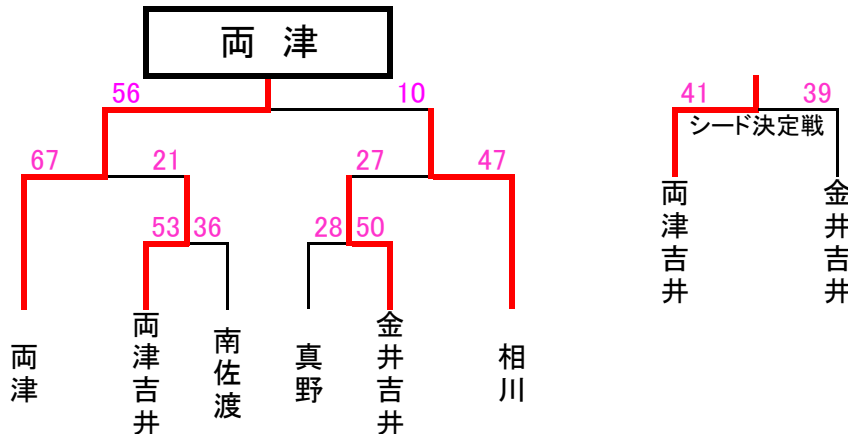 両 津
56 10
41 39
シード決定戦
67 21 27 47
53 36 28 50
両津
両津吉井
南佐渡
真野
金井吉井
相川
両津吉井
金井吉井